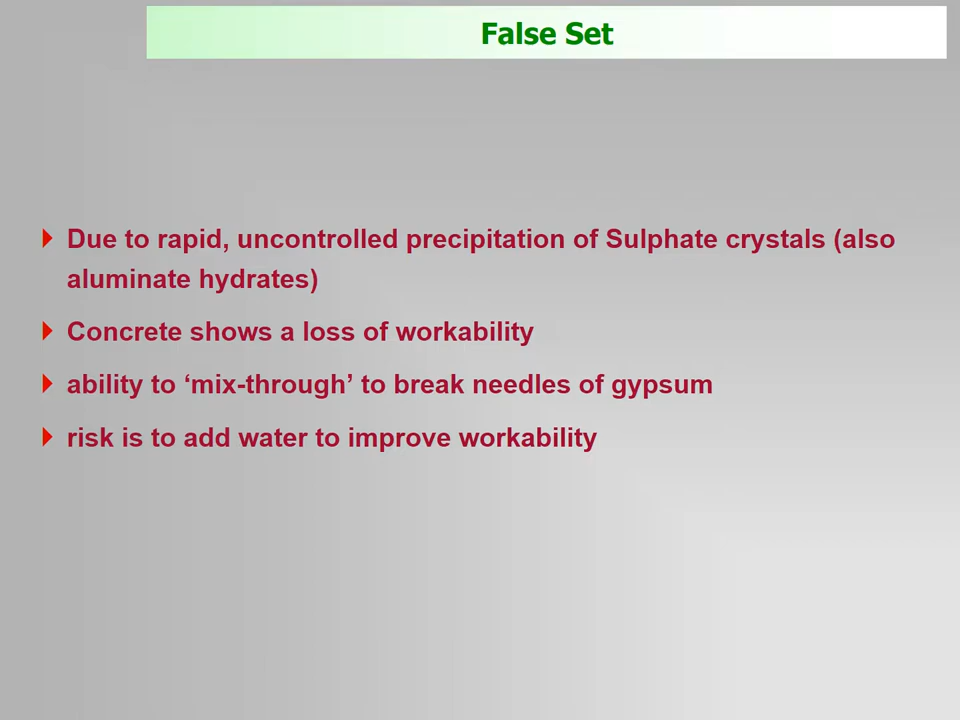 False Set
Due to rapid, uncontrolled precipitation of Sulphate crystals (also
aluminate hydrates)
Concrete shows a loss of workability
ability to ‘mix-through’ to break needles of gypsum
risk is to add water to improve workability